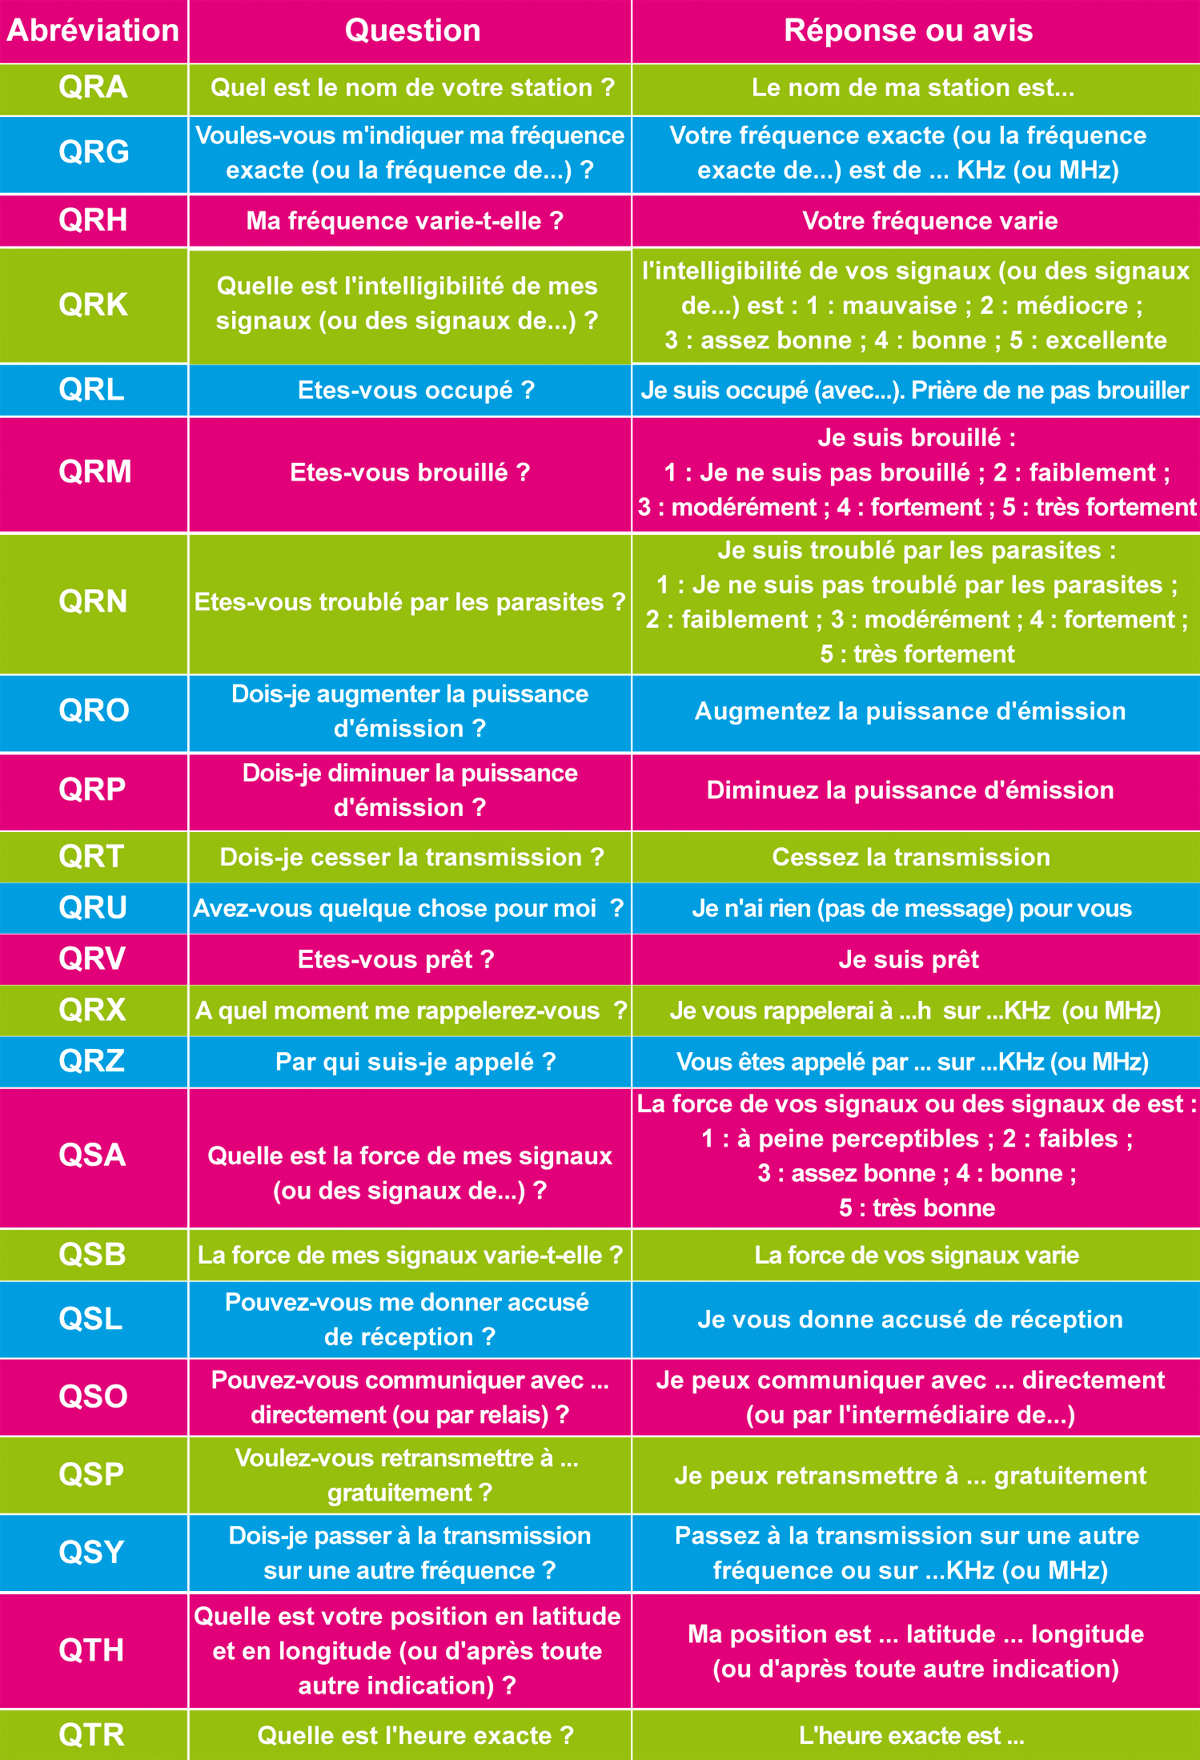 Abréviation Question Réponse ou avis
QRA Quel est le nom de votre station ? Le nom de ma station est...
QRG
Voules-vous m'indiquer ma fréquence
exacte (ou la fréquence de...) ?
Votre fréquence exacte (ou la fréquence
exacte de...) est de ... KHz (ou MHz)
QRH Ma fréquence varie-t-elle ? Votre fréquence varie
QRK
Quelle est l'intelligibilité de mes
signaux (ou des signaux de...) ?
l'intelligibilité de vos signaux (ou des signaux
de...) est : 1 : mauvaise ; 2 : médiocre ;
3 : assez bonne ; 4 : bonne ; 5 : excellente
QRL Etes-vous occupé ? Je suis occupé (avec...). Prière de ne pas brouiller
QRM
Etes-vous brouillé ?
Je suis brouillé :
1 : Je ne suis pas brouillé ; 2 : faiblement ;
3 : modérément ; 4 : fortement ; 5 : très fortement
QRN
Etes-vous troublé par les parasites ?
Je suis troublé par les parasites :
1 : Je ne suis pas troublé par les parasites ;
2 : faiblement ; 3 : modérément ; 4 : fortement ;
5 : très fortement
QRO
Dois-je augmenter la puissance
d'émission ?
Augmentez la puissance d'émission
QRP
Dois-je diminuer la puissance
d'émission ?
Diminuez la puissance d'émission
QRT Dois-je cesser la transmission ? Cessez la transmission
QRU Avez-vous quelque chose pour moi ? Je n'ai rien (pas de message) pour vous
QRV Etes-vous prêt ? Je suis prêt
QRX A quel moment me rappelerez-vous ? Je vous rappelerai à ...h sur ...KHz (ou MHz)
QRZ Par qui suis-je appelé ? Vous êtes appelé par ... sur ...KHz (ou MHz)
QSA
Quelle est la force de mes signaux
(ou des signaux de...) ?
La force de vos signaux ou des signaux de est :
1 : à peine perceptibles ; 2 : faibles ;
3 : assez bonne ; 4 : bonne ;
5 : très bonne
QSB La force de mes signaux varie-t-elle ? La force de vos signaux varie
QSL
Pouvez-vous me donner accusé
de réception ?
Je vous donne accusé de réception
QSO
Pouvez-vous communiquer avec ...
directement (ou par relais) ?
Je peux communiquer avec ... directement
(ou par l'intermédiaire de...)
QSP
Voulez-vous retransmettre à ...
gratuitement ?
Je peux retransmettre à ... gratuitement
QSY
Dois-je passer à la transmission
sur une autre fréquence ?
Passez à la transmission sur une autre
fréquence ou sur ...KHz (ou MHz)
QTH
Quelle est votre position en latitude
et en longitude (ou d'après toute
autre indication) ?
Ma position est ... latitude ... longitude
(ou d'après toute autre indication)
QTR Quelle est l'heure exacte ? L'heure exacte est ...